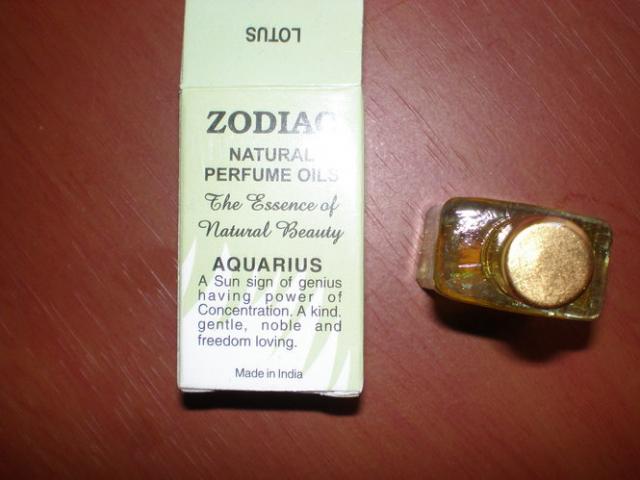 LOTUS
ZODIAC
NATURAL
PERFUME OILS
The Essence of
Natural Beauty
AQUARIUS
A Sun sign of genius
having power of
Concentration. A kind.
gentle, noble and
freedom loving.
Made in India